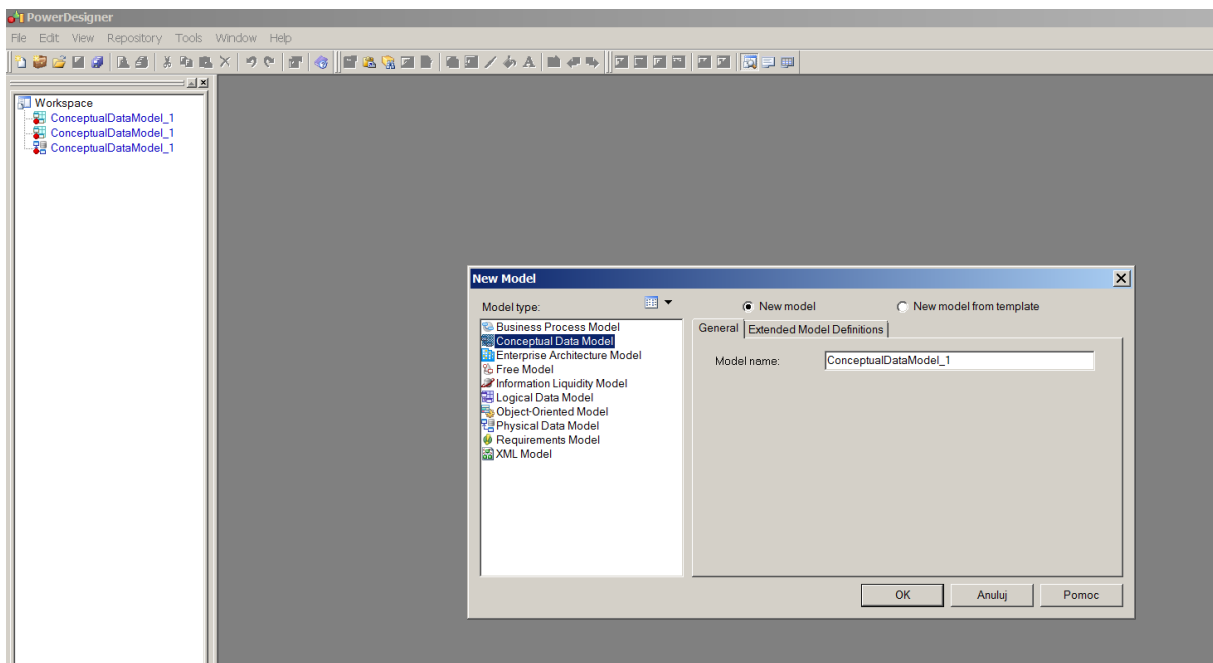 PowerDesigner
File Edit View Repository Tools Window Help
Workspace
ConceptualDataModel_1
ConceptualDataModel_1
ConceptualDataModel_1
New Model
Model type:
New model
New model from template
Business Process Model
Conceptual Data Model
Enterprise Architecture Model
Free Model
Information Liquidity Model
Logical Data Model
Object-Oriented Model
Physical Data Model
Requirements Model
XML Model
General
Extended Model Definitions
Model name:
ConceptualDataModel_1
OK
Anuluj
Pomoc